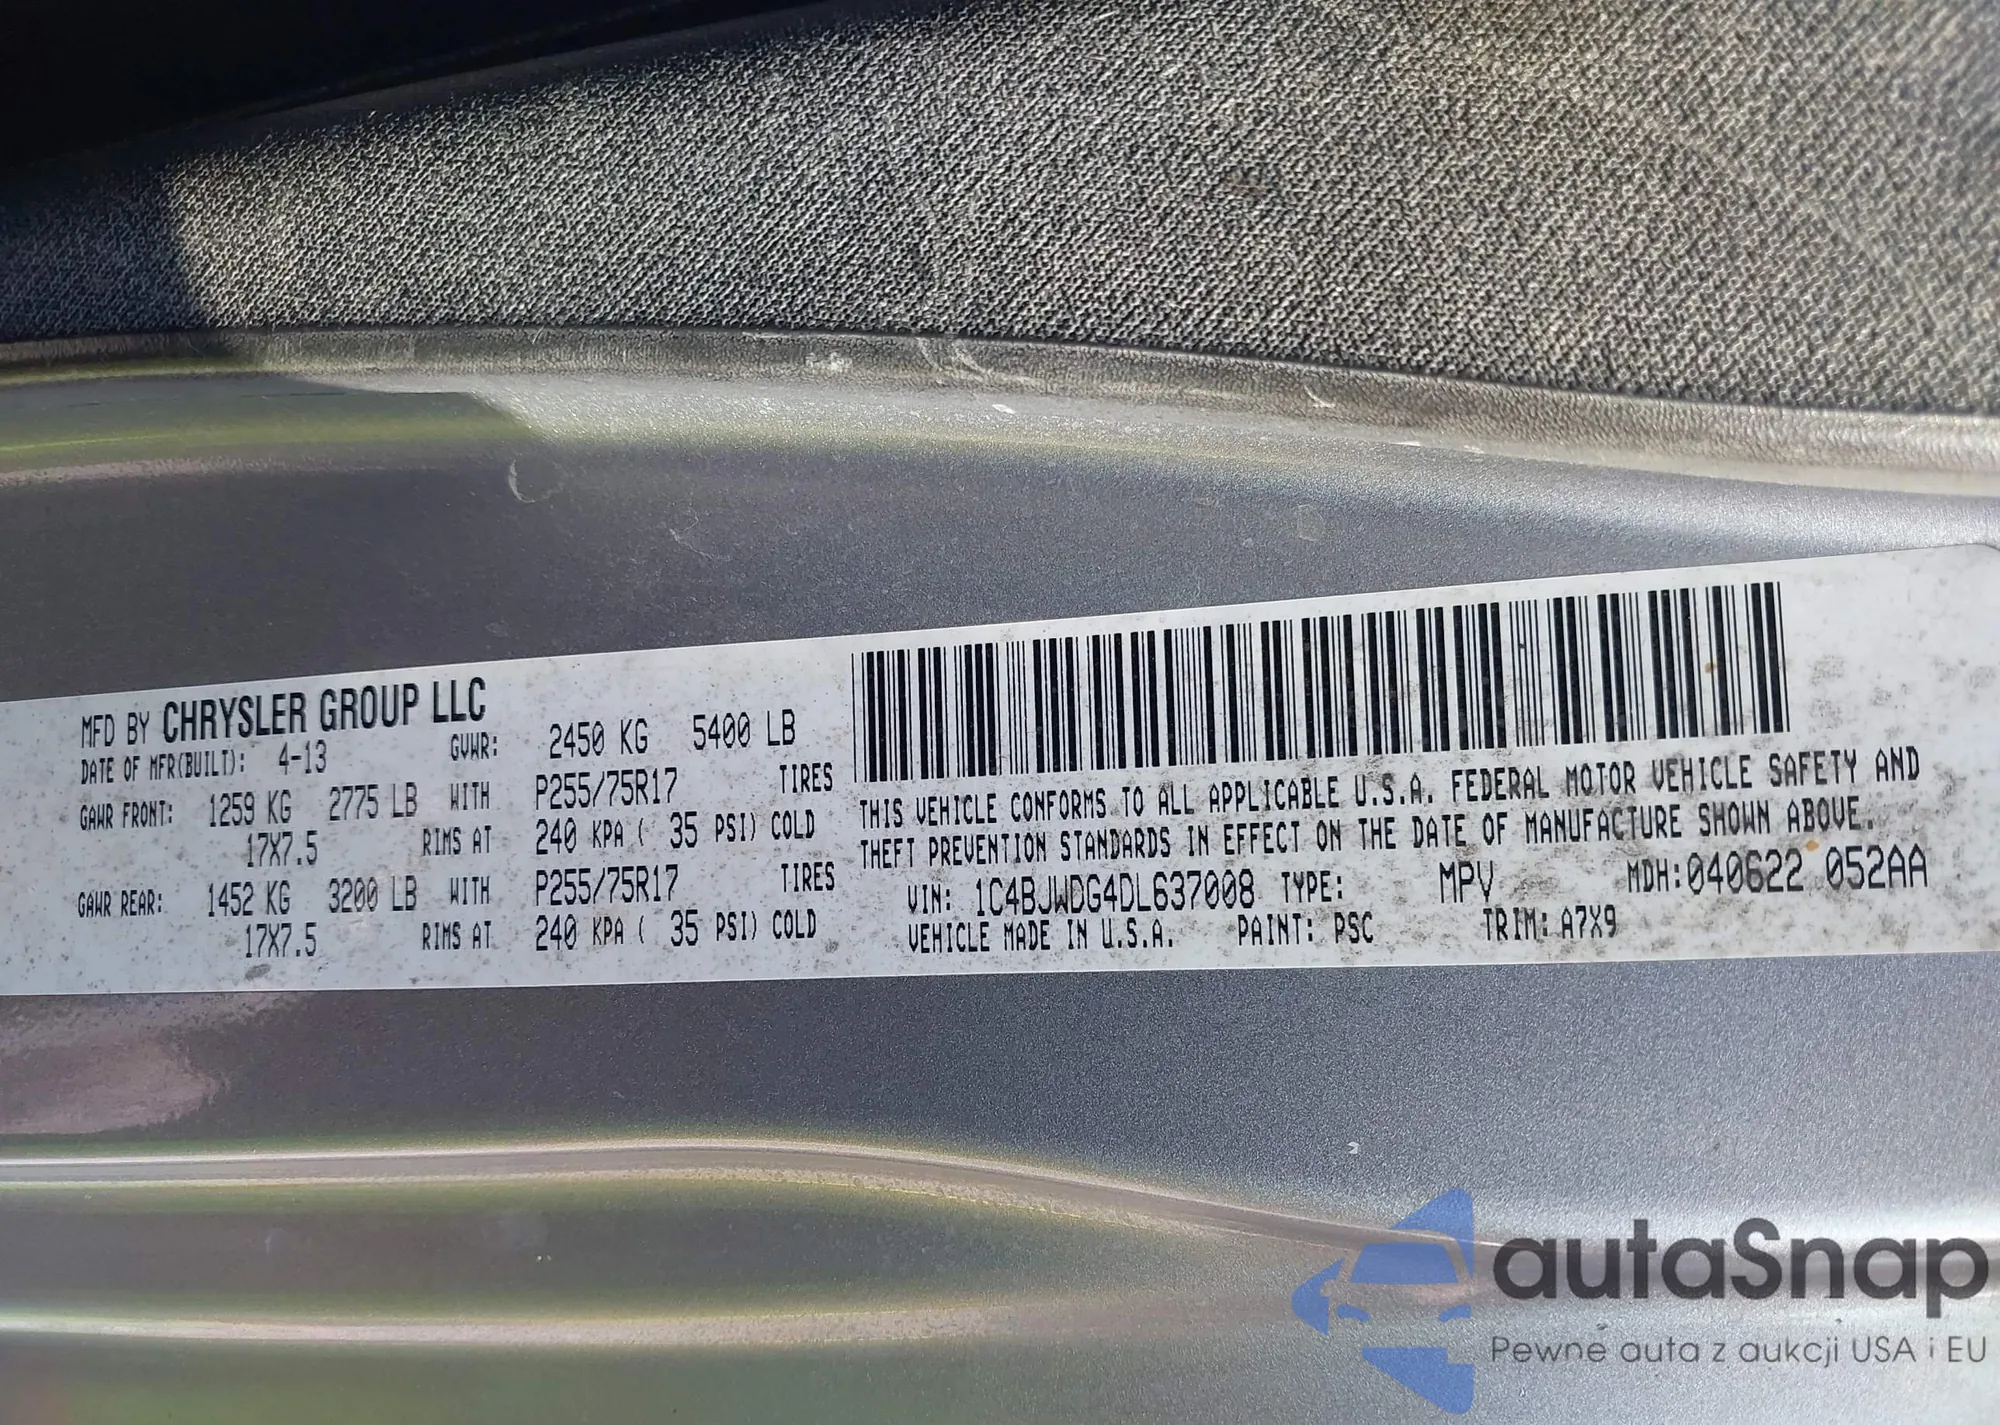 MFD BY CHRYSLER GROUP LLC
DATE OF MFR(BUILT): 4-13 GVWR: 2450 KG 5400 LB
GAWR FRONT: 1259 KG 2775 LB WITH P255/75R17 TIRES
17X7.5 RIMS AT 240 KPA ( 35 PSI) COLD
GAWR REAR: 1452 KG 3200 LB WITH P255/75R17 TIRES
17X7.5 RIMS AT 240 KPA ( 35 PSI) COLD
THIS VEHICLE CONFORMS TO ALL APPLICABLE U.S.A. FEDERAL MOTOR VEHICLE SAFETY AND
THEFT PREVENTION STANDARDS IN EFFECT ON THE DATE OF MANUFACTURE SHOWN ABOVE.
VIN: 1C4BJWDG4DL637008 TYPE: MPV MDH:040622 052AA
VEHICLE MADE IN U.S.A. PAINT: PSC TRIM: A7X9
autaSnap
Pewne auta z aukcji USA i EU